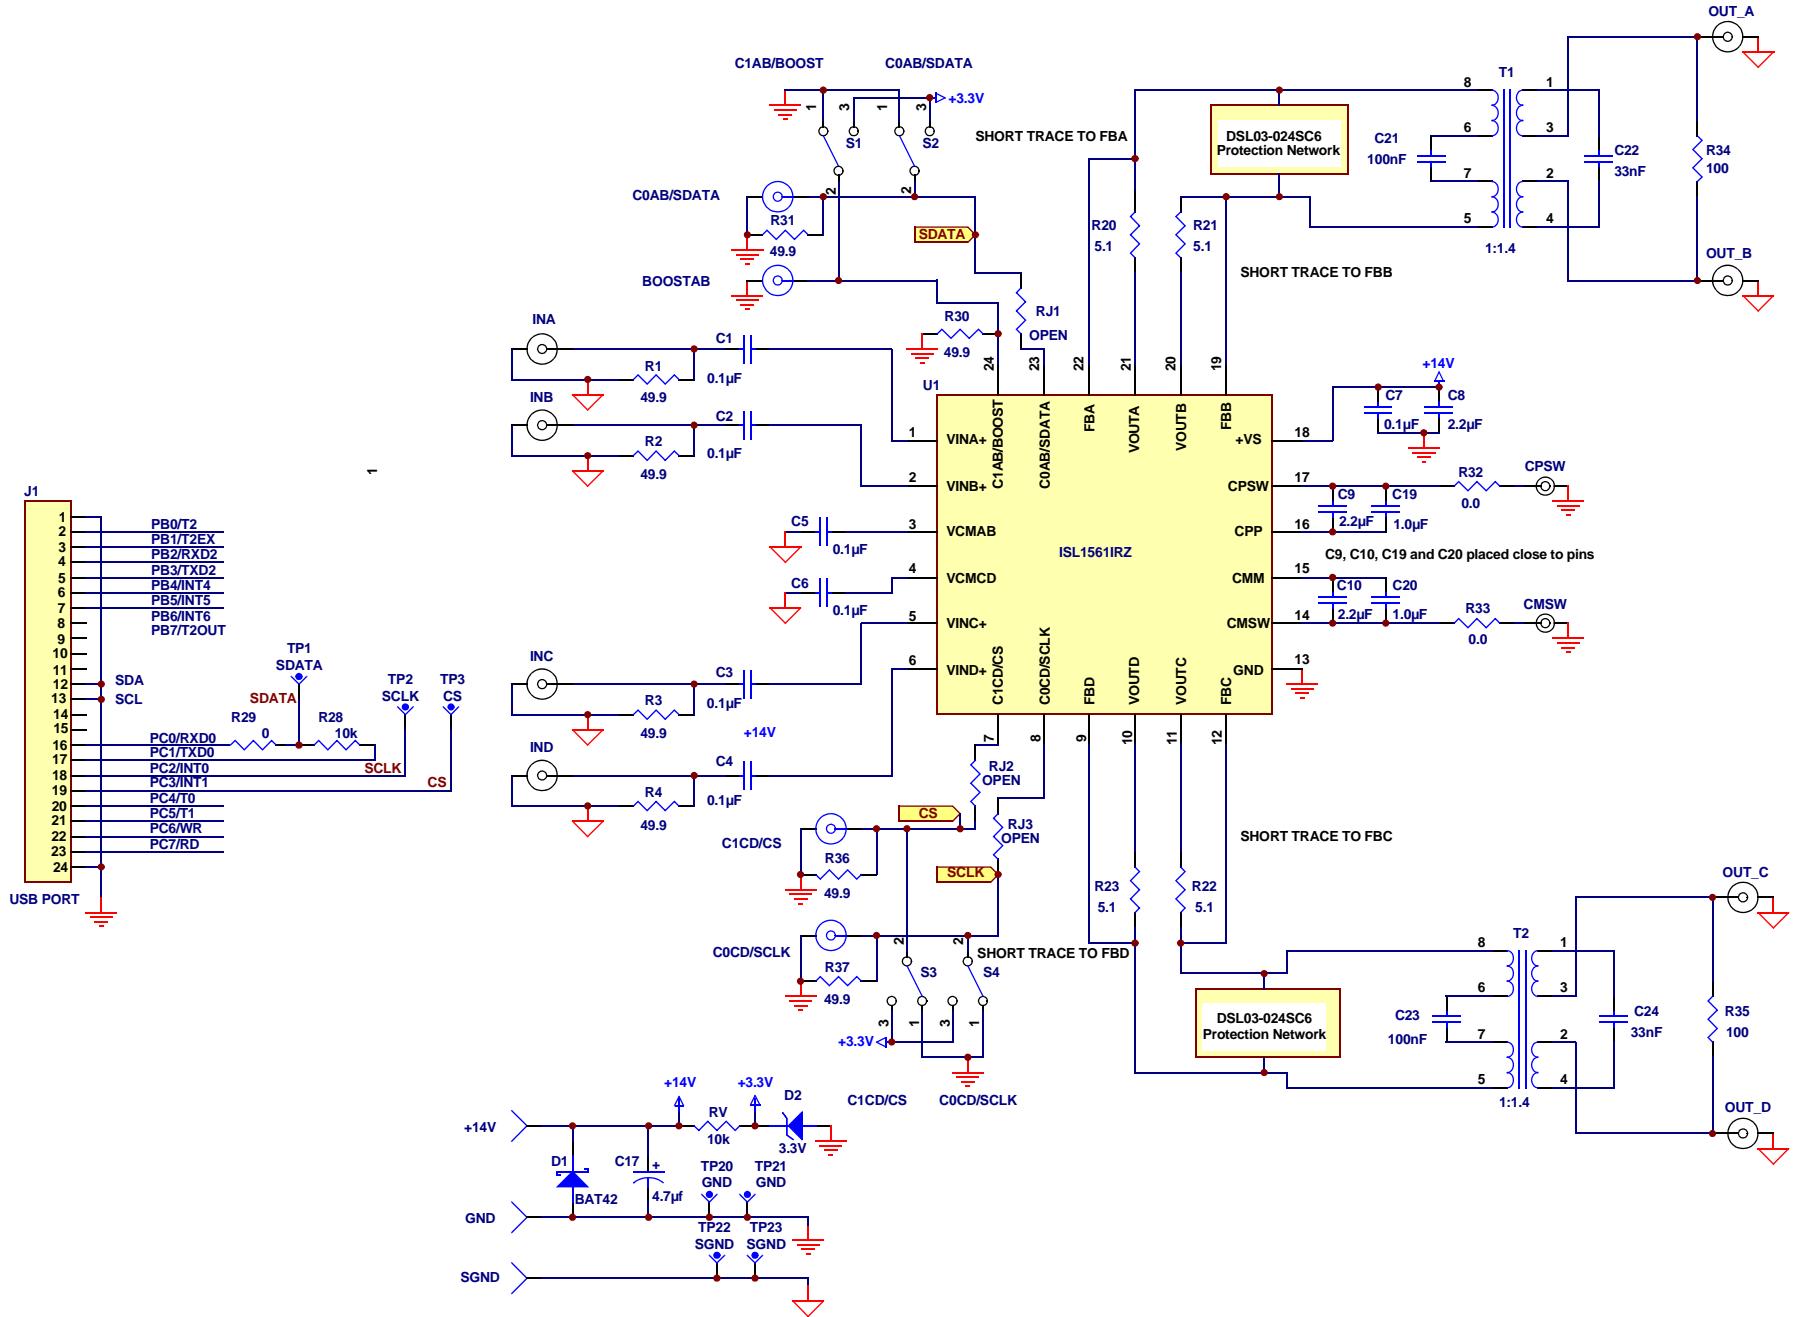 OUT_A
C1AB/BOOST
C0AB/SDATA
1
3
1
3
+3.3V
S1
S2
2
2
SHORT TRACE TO FBA
DSL03-024SC6
Protection Network
T1
8
6
7
5
1
3
2
4
C21
100nF
C22
33nF
R34
100
1:1.4
C0AB/SDATA
R31
49.9
SDATA
BOOSTAB
R20
5.1
R21
5.1
SHORT TRACE TO FBB
OUT_B
RJ1
OPEN
R30
49.9
INA
C1
R1
0.1µF
49.9
INB
C2
R2
0.1µF
49.9
24
23
22
21
20
19
U1
C1AB/BOOST
C0AB/SDATA
FBA
VOUTA
VOUTB
FBB
1
VINA+
2
VINB+
3
VCMAB
4
VCMCD
5
VINC+
6
VIND+
ISL1561IRZ
+VS
18
CPSW
17
CPP
16
CMM
15
CMSW
14
GND
13
C1CD/CS
C0CD/SCLK
FBD
VOUTD
VOUTC
FBC
7
8
9
10
11
12
+14V
C7
0.1µF
C8
2.2µF
R32
0.0
CPSW
C9
2.2µF
C19
1.0µF
C9, C10, C19 and C20 placed close to pins
C10
2.2µF
C20
1.0µF
R33
0.0
CMSW
C5
0.1µF
C6
0.1µF
INC
C3
R3
0.1µF
49.9
+14V
IND
C4
R4
0.1µF
49.9
1
J1
1
2
3
4
5
6
7
8
9
10
11
12
13
14
15
16
17
18
19
20
21
22
23
24
PB0/T2
PB1/T2EX
PB2/RXD2
PB3/TXD2
PB4/INT4
PB5/INT5
PB6/INT6
PB7/T2OUT
SDA
SCL
PC0/RXD0
PC1/TXD0
PC2/INT0
PC3/INT1
PC4/T0
PC5/T1
PC6/WR
PC7/RD
USB PORT
TP1
SDATA
SDATA
R29
0
R28
10k
TP2
SCLK
SCLK
TP3
CS
CS
RJ2
OPEN
CS
RJ3
OPEN
C1CD/CS
R36
49.9
SCLK
C0CD/SCLK
R37
49.9
2
2
S3
S4
3
1
3
1
+3.3V
SHORT TRACE TO FBD
C1CD/CS
C0CD/SCLK
SHORT TRACE TO FBC
R23
5.1
R22
5.1
DSL03-024SC6
Protection Network
T2
8
6
7
5
1
3
2
4
C23
100nF
C24
33nF
R35
100
1:1.4
OUT_C
OUT_D
+14V
+14V
+3.3V
RV
10k
D2
3.3V
D1
BAT42
C17
+
4.7µf
TP20
GND
TP21
GND
GND
TP22
SGND
TP23
SGND
SGND